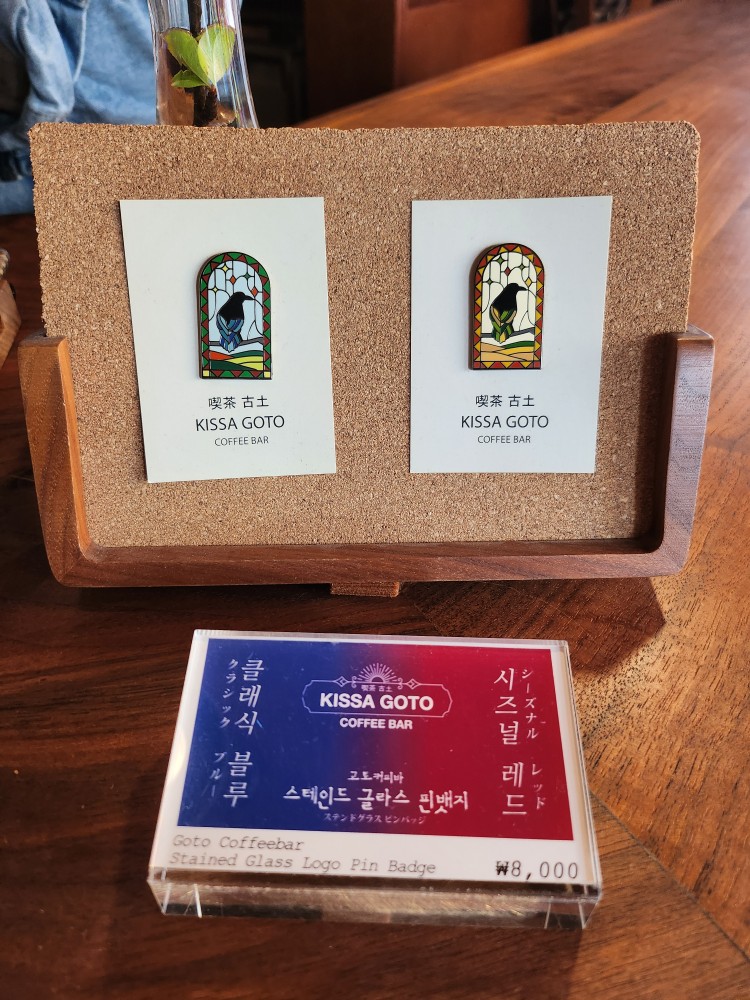 喫茶 古土
KISSA GOTO
COFFEE BAR
喫茶 古土
KISSA GOTO
COFFEE BAR
클래식 블루
クラシック ブルー
喫茶 古土
KISSA GOTO
COFFEE BAR
고토커피바
스테인드 글라스 핀뱃지
ステンドグラス ピンバッジ
シーズナル レッド
시즈널 레드
Goto Coffeebar
Stained Glass Logo Pin Badge
₩8,000